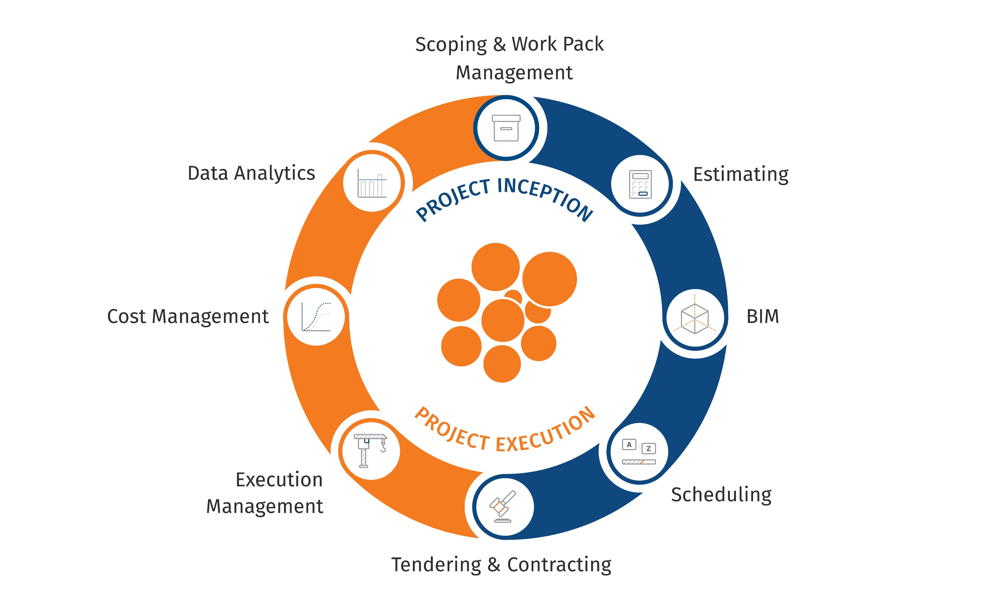 Scoping & Work Pack
Management
Data Analytics
Estimating
PROJECT INCEPTION
Cost Management
BIM
PROJECT EXECUTION
A
Z
Execution
Management
Scheduling
Tendering & Contracting